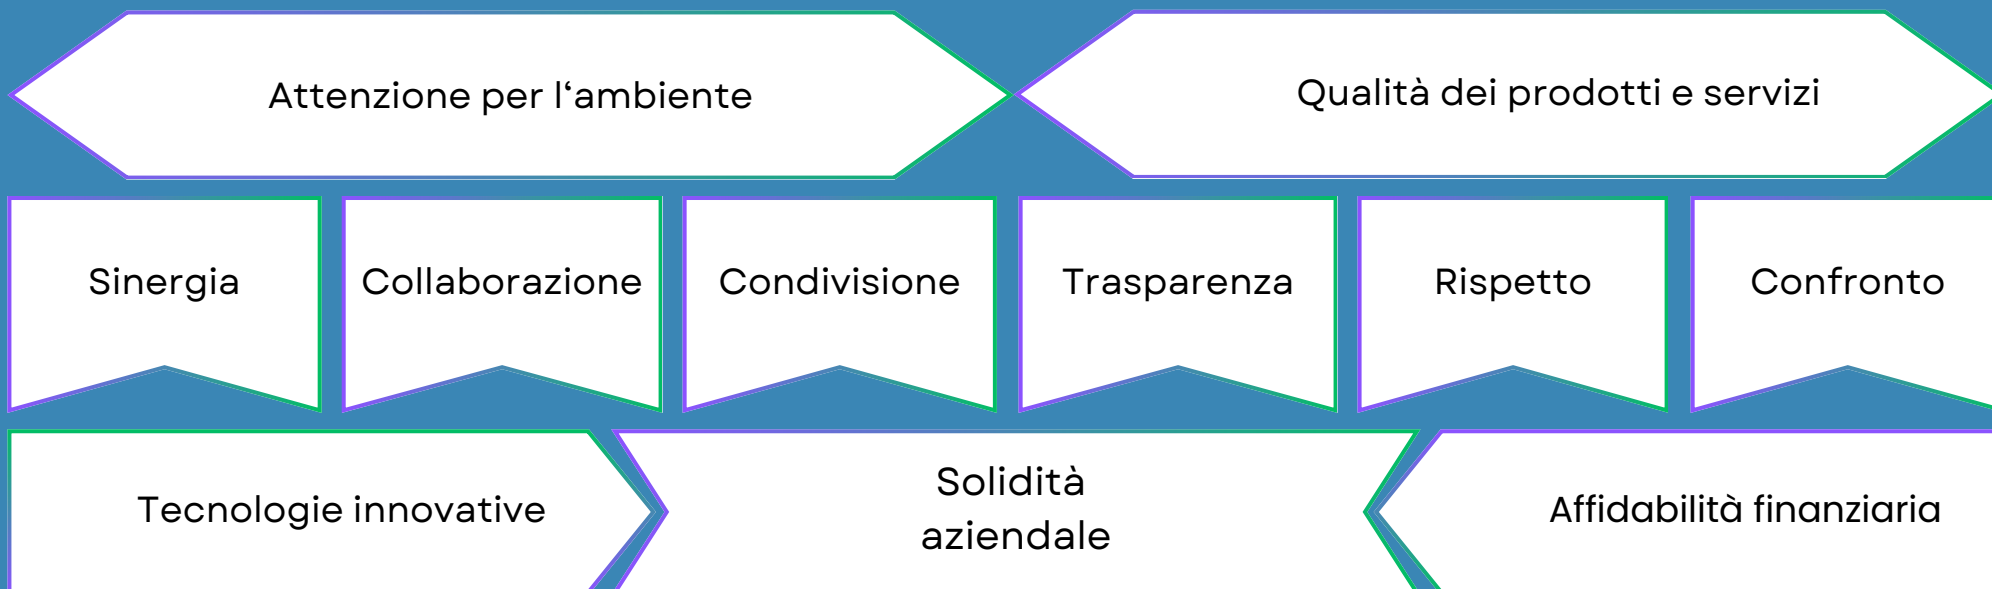 Attenzione per l‘ambiente
Qualità dei prodotti e servizi
Sinergia
Collaborazione
Condivisione
Trasparenza
Rispetto
Confronto
Tecnologie innovative
Solidità
aziendale
Affidabilità finanziaria